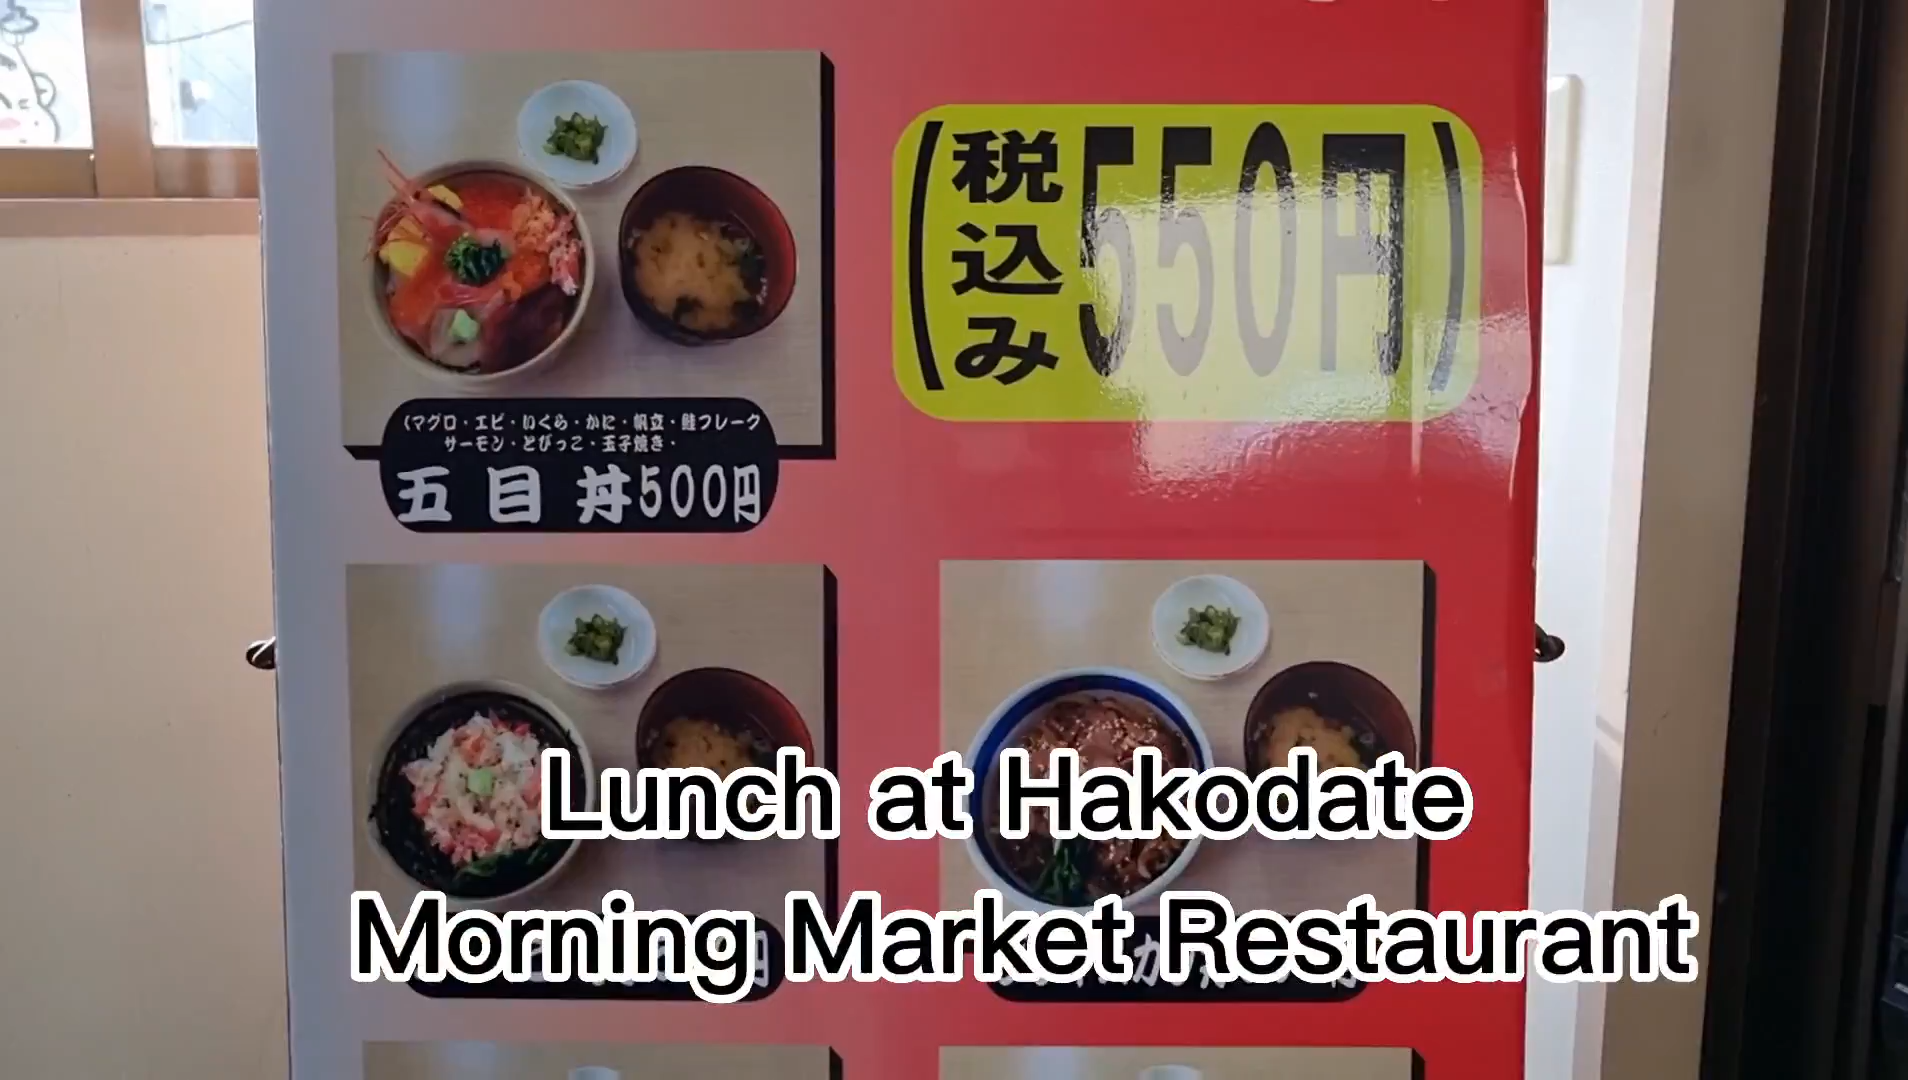 (税込み550円)
(マグロ・エビ・いくら・かに・帆立・鮭フレーク
サーモン・とびっこ・玉子焼き・
五目丼500円
Lunch at Hakodate
Morning Market Restaurant